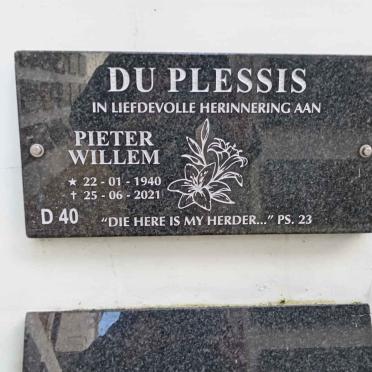 DU PLESSIS
IN LIEFDEVOLLE HERINNERING AAN
PIETER
WILLEM
★ 22 - 01 - 1940
✝ 25 - 06 - 2021
D 40
"DIE HERE IS MY HERDER..." PS. 23